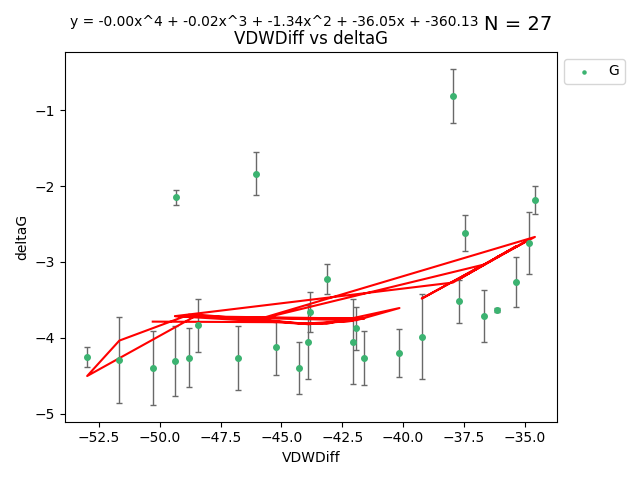 y = -0.00x^4 + -0.02x^3 + -1.34x^2 + -36.05x + -360.13 N = 27
VDWDiff vs deltaG
G
deltaG
−1
−2
−3
−4
−5
−52.5 −50.0 −47.5 −45.0 −42.5 −40.0 −37.5 −35.0
VDWDiff